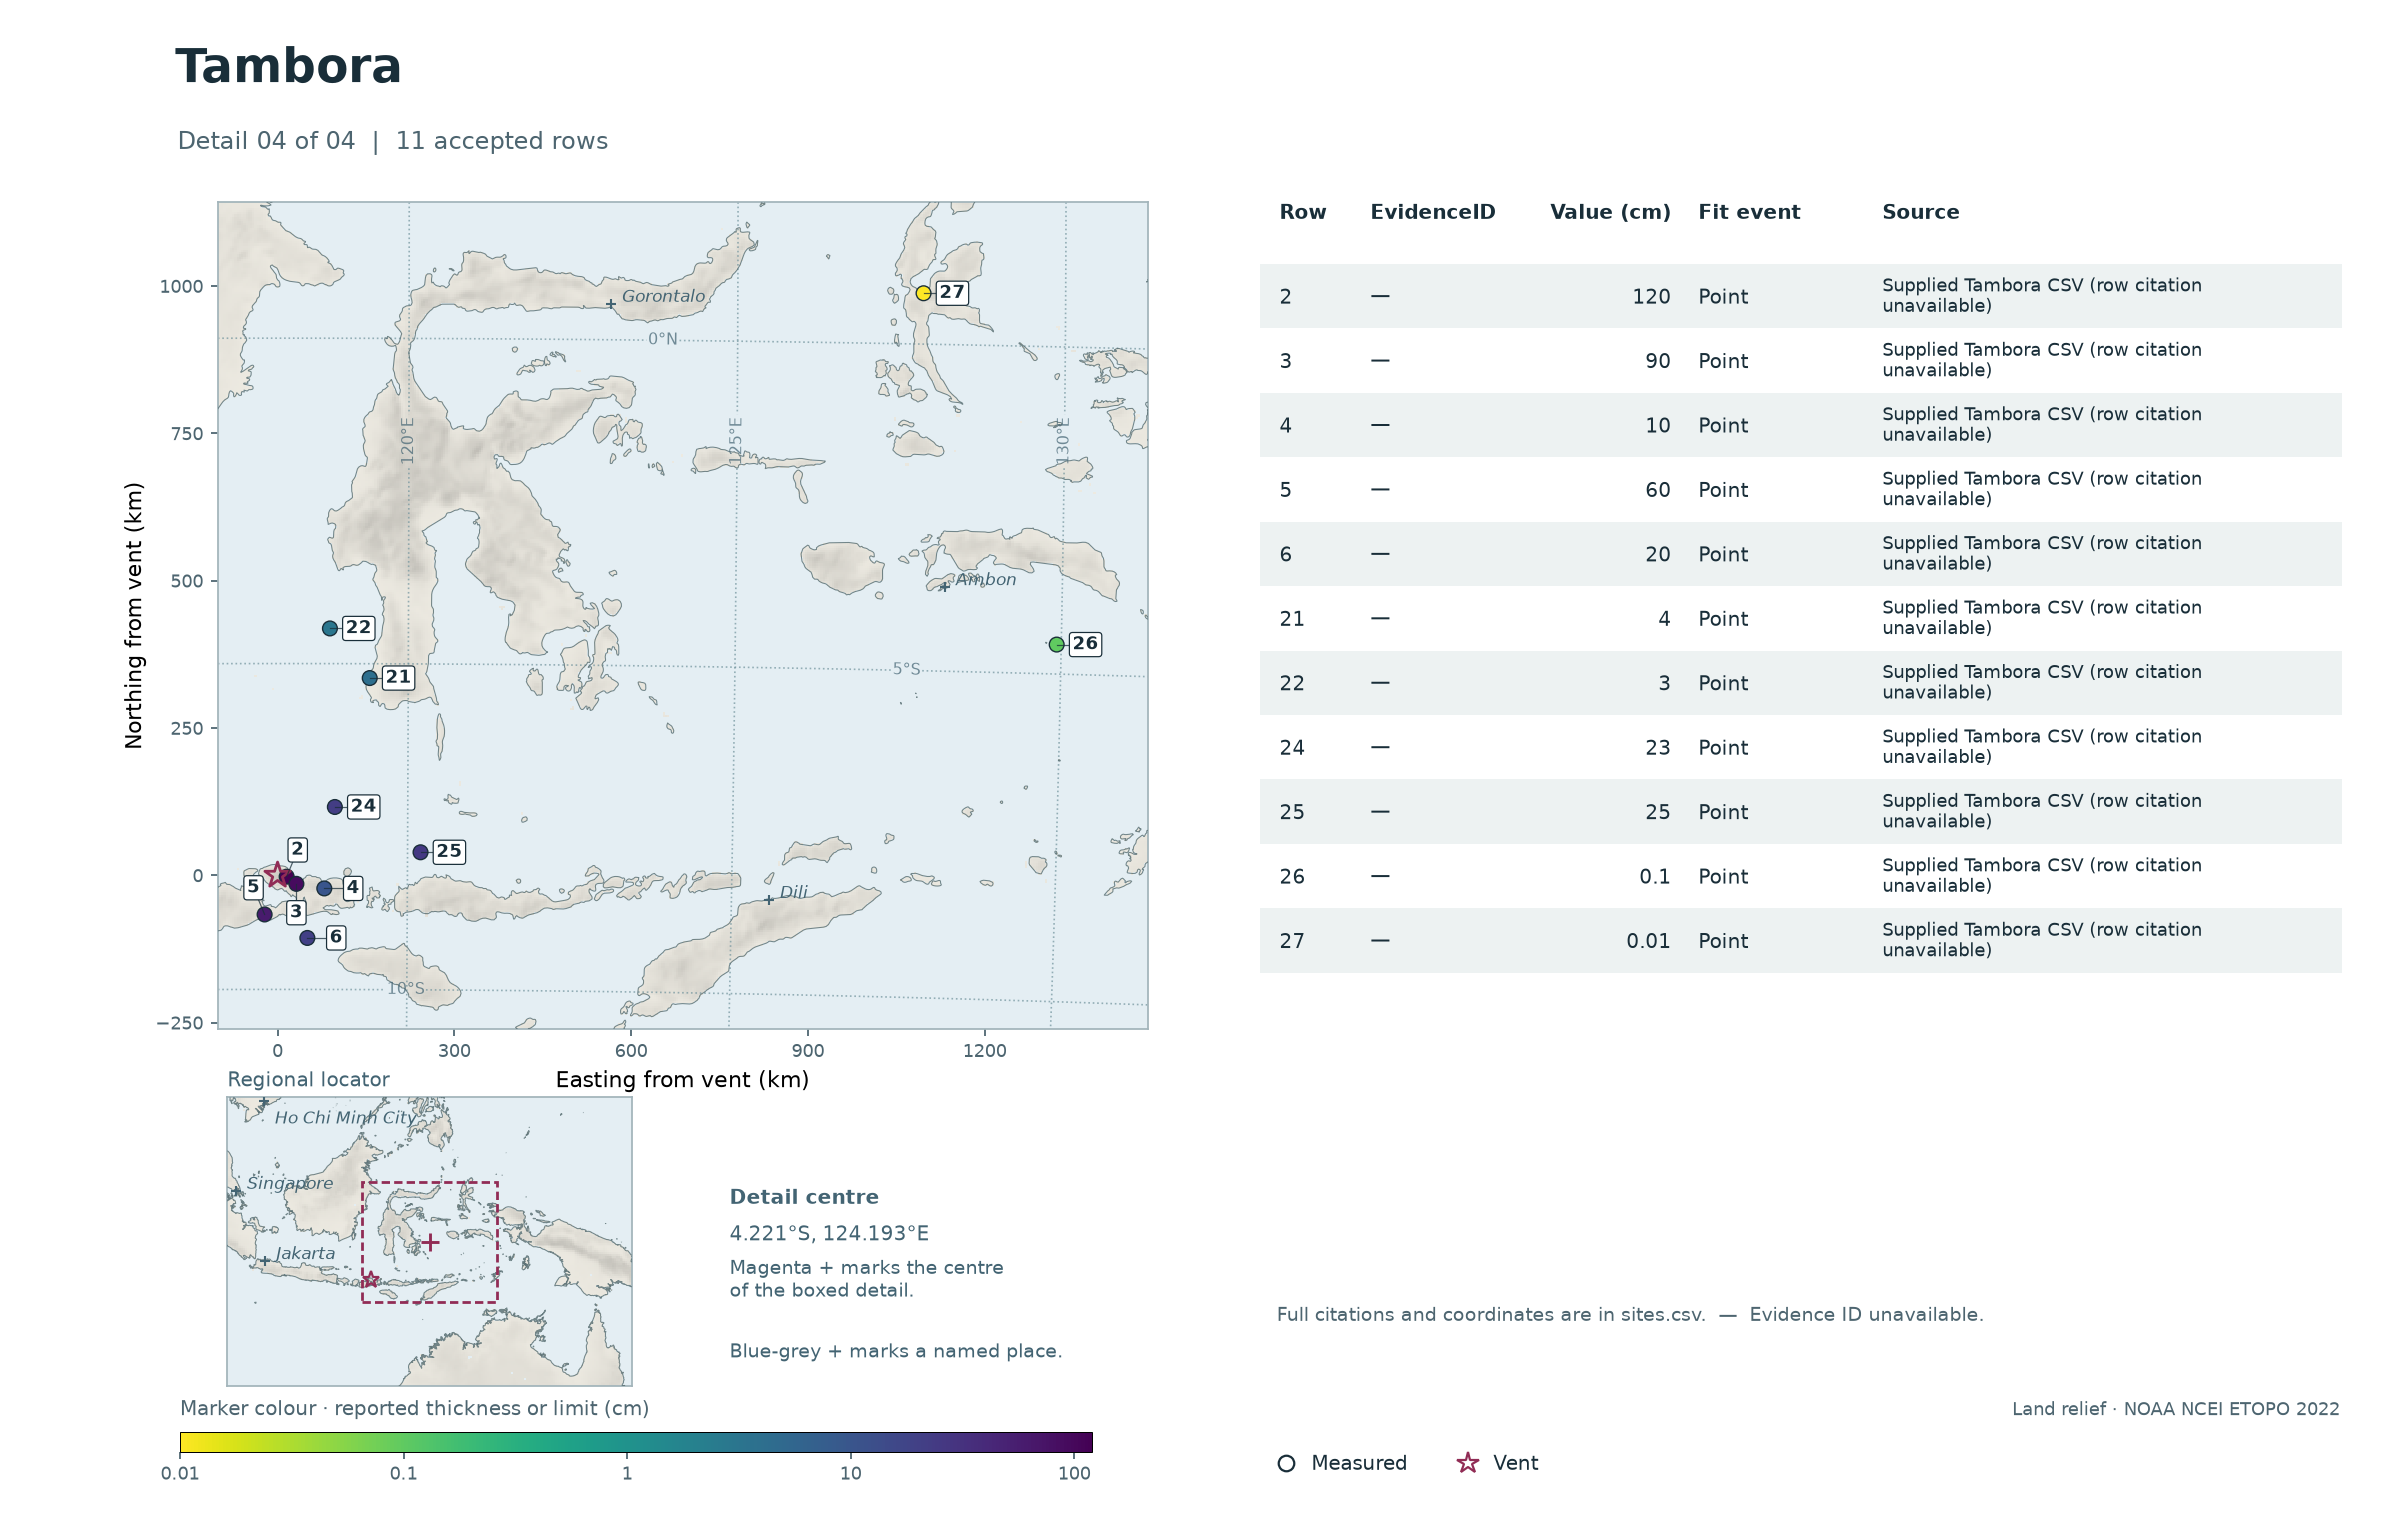 Tambora
Detail 04 of 04 | 11 accepted rows
Northing from vent (km)
1000
750
500
250
0
−250
0
300
600
900
1200
Easting from vent (km)
Gorontalo
27
0°N
120°E
125°E
130°E
Ambon
22
26
21
5°S
24
25
2
5
4
3
6
Dili
10°S
Row EvidenceID Value (cm) Fit event Source
2 — 120 Point Supplied Tambora CSV (row citation
unavailable)
3 — 90 Point Supplied Tambora CSV (row citation
unavailable)
4 — 10 Point Supplied Tambora CSV (row citation
unavailable)
5 — 60 Point Supplied Tambora CSV (row citation
unavailable)
6 — 20 Point Supplied Tambora CSV (row citation
unavailable)
21 — 4 Point Supplied Tambora CSV (row citation
unavailable)
22 — 3 Point Supplied Tambora CSV (row citation
unavailable)
24 — 23 Point Supplied Tambora CSV (row citation
unavailable)
25 — 25 Point Supplied Tambora CSV (row citation
unavailable)
26 — 0.1 Point Supplied Tambora CSV (row citation
unavailable)
27 — 0.01 Point Supplied Tambora CSV (row citation
unavailable)
Regional locator
Ho Chi Minh City
Singapore
Jakarta
Detail centre
4.221°S, 124.193°E
Magenta + marks the centre
of the boxed detail.
Blue-grey + marks a named place.
Full citations and coordinates are in sites.csv. — Evidence ID unavailable.
Marker colour · reported thickness or limit (cm)
0.01 0.1 1 10 100
Land relief · NOAA NCEI ETOPO 2022
Measured
Vent